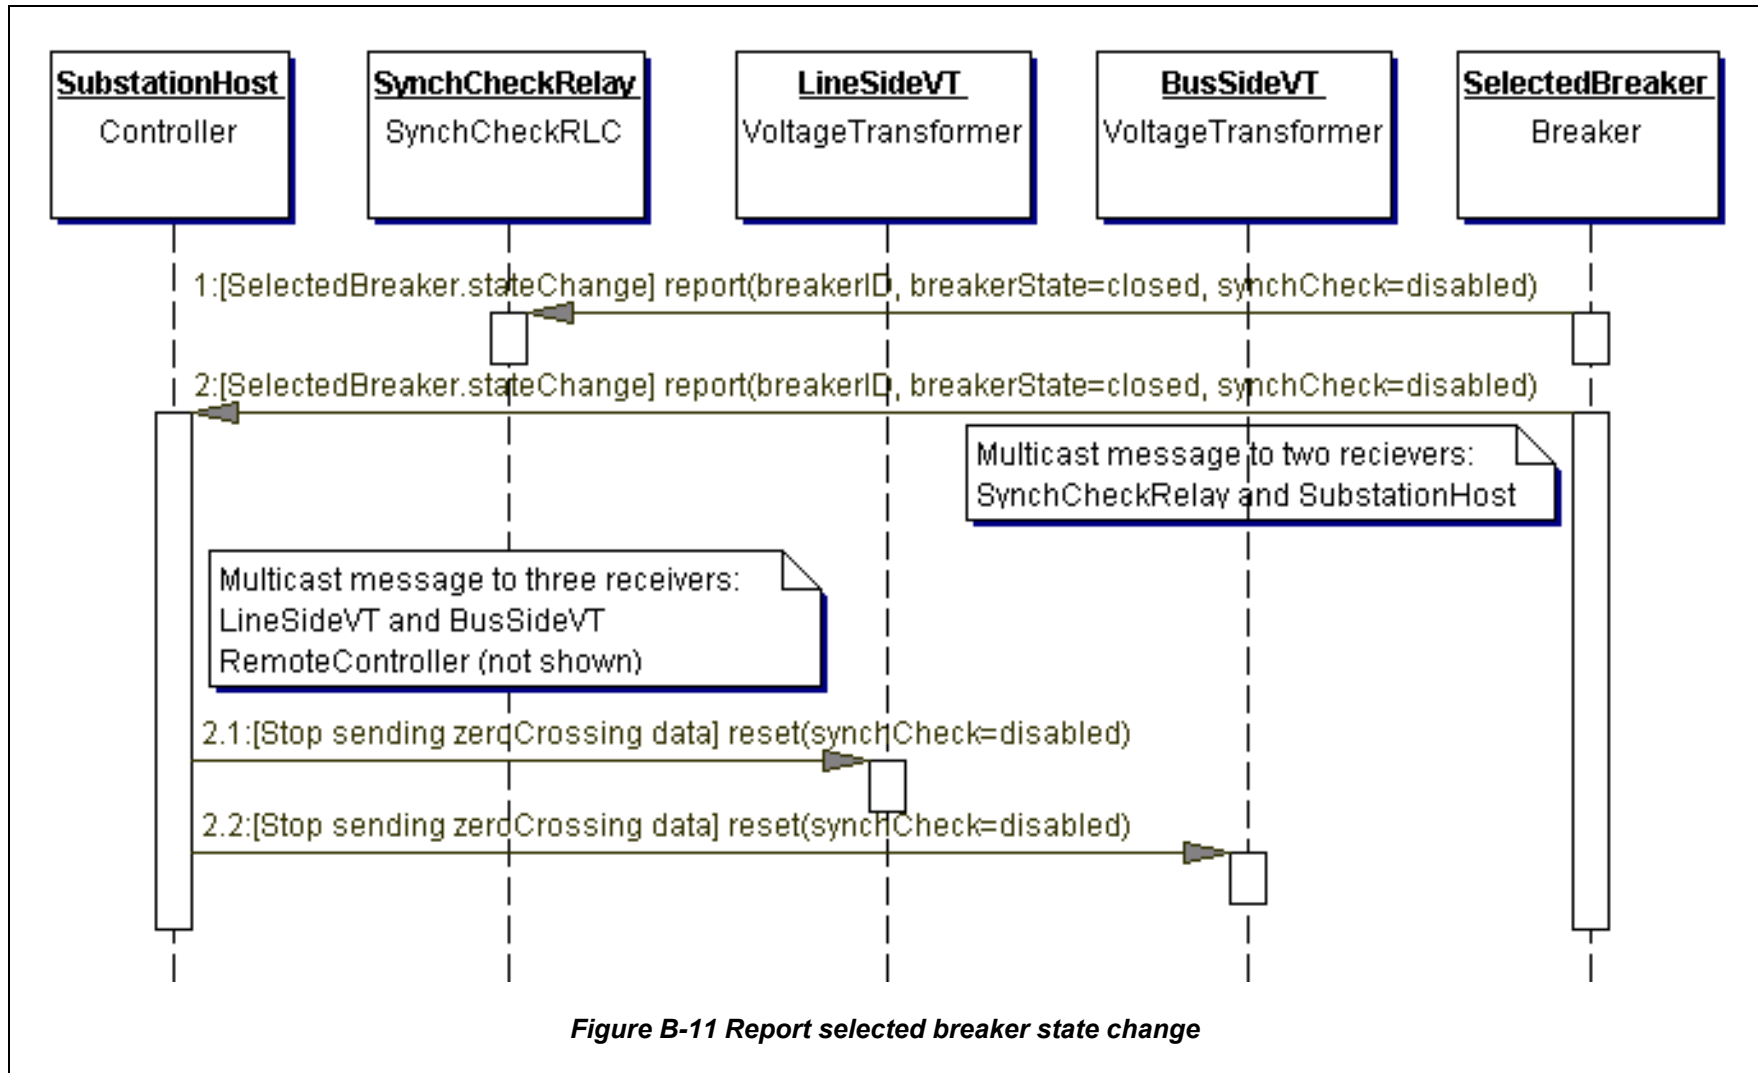 SubstationHost
Controller
SynchCheckRelay
SynchCheckRLC
LineSideVT
VoltageTransformer
BusSideVT
VoltageTransformer
SelectedBreaker
Breaker
1:[SelectedBreaker.stateChange] report(breakerID, breakerState=closed, synchCheck=disabled)
2:[SelectedBreaker.stateChange] report(breakerID, breakerState=closed, synchCheck=disabled)
Multicast message to two recievers:
SynchCheckRelay and SubstationHost
Multicast message to three receivers:
LineSideVT and BusSideVT
RemoteController (not shown)
2.1:[Stop sending zeroCrossing data] reset(synchCheck=disabled)
2.2:[Stop sending zeroCrossing data] reset(synchCheck=disabled)
Figure B-11 Report selected breaker state change